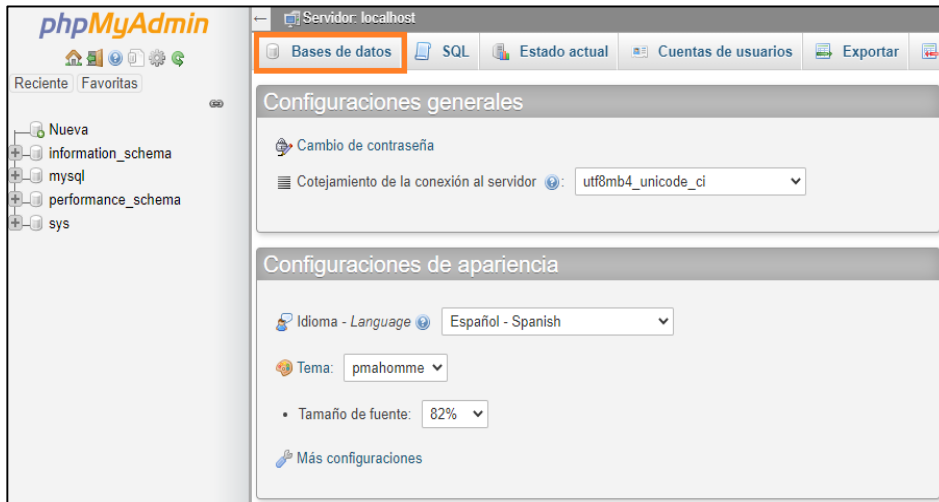 phpMyAdmin
Reciente Favoritas
Nueva
information_schema
mysql
performance_schema
sys
Servidor: localhost
Bases de datos SQL Estado actual Cuentas de usuarios Exportar
Configuraciones generales
Cambio de contraseña
Cotejamiento de la conexión al servidor : utf8mb4_unicode_ci
Configuraciones de apariencia
Idioma - Language Español - Spanish
Tema: pmahomme
• Tamaño de fuente: 82%
Más configuraciones